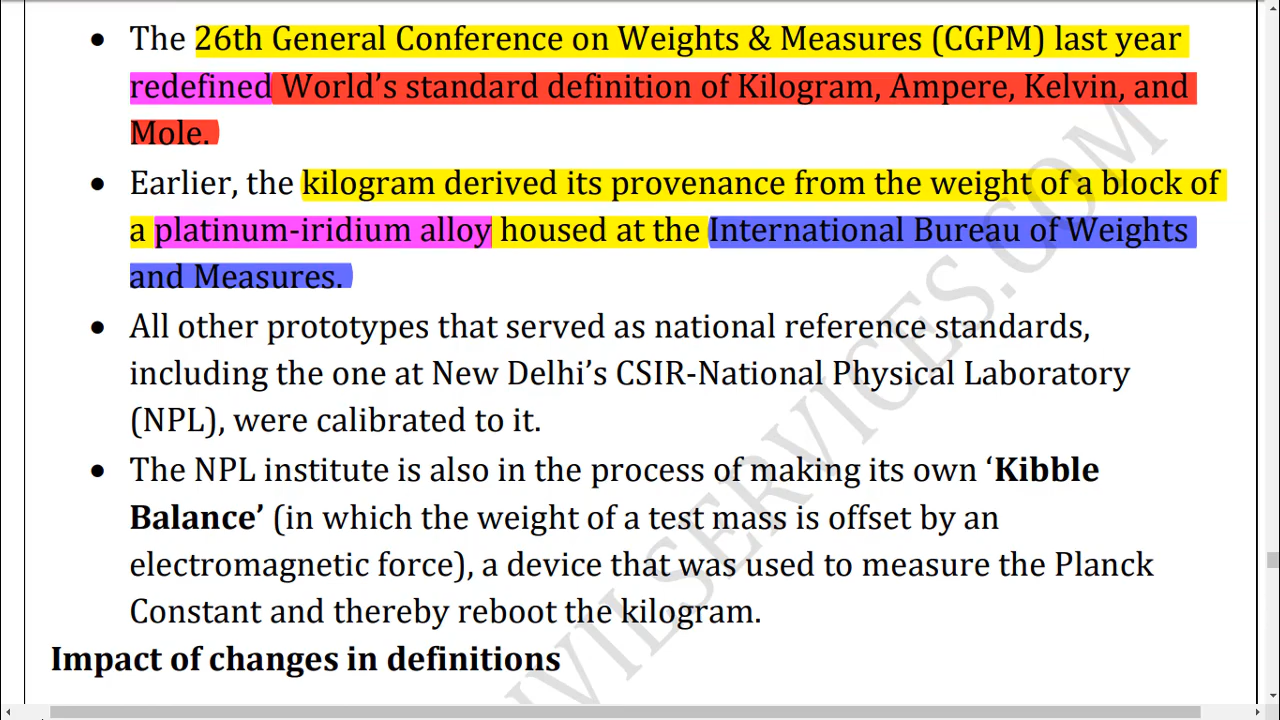 • The 26th General Conference on Weights & Measures (CGPM) last year
redefined World’s standard definition of Kilogram, Ampere, Kelvin, and
Mole.
• Earlier, the kilogram derived its provenance from the weight of a block of
a platinum-iridium alloy housed at the International Bureau of Weights
and Measures.
• All other prototypes that served as national reference standards,
including the one at New Delhi’s CSIR-National Physical Laboratory
(NPL), were calibrated to it.
• The NPL institute is also in the process of making its own ‘Kibble
Balance’ (in which the weight of a test mass is offset by an
electromagnetic force), a device that was used to measure the Planck
Constant and thereby reboot the kilogram.
Impact of changes in definitions
VILSERVICES.COM